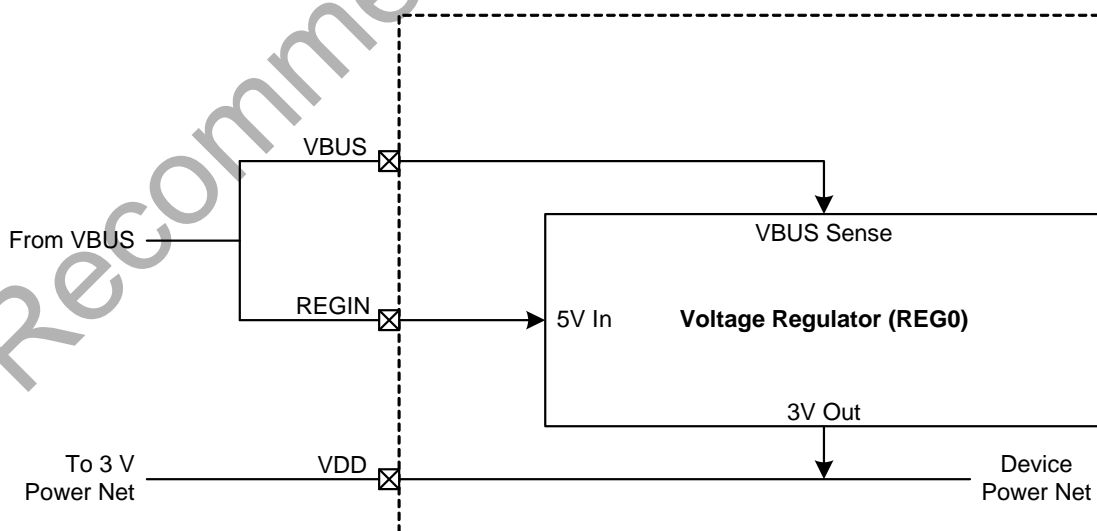 Recomme
VBUS
From VBUS
VBUS Sense
REGIN
5V In
Voltage Regulator (REG0)
3V Out
To 3 V
Power Net
VDD
Device
Power Net